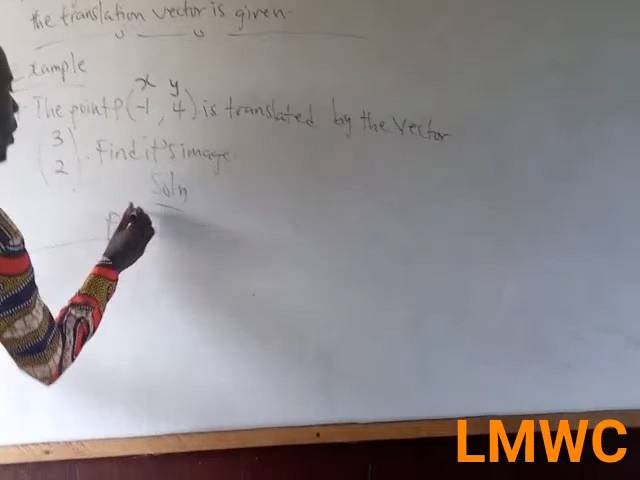 the translation vector is given.
xample
x y
The point P(-1, 4) is translated by the vector
(3
2). Find it's image
Soln
LMWC